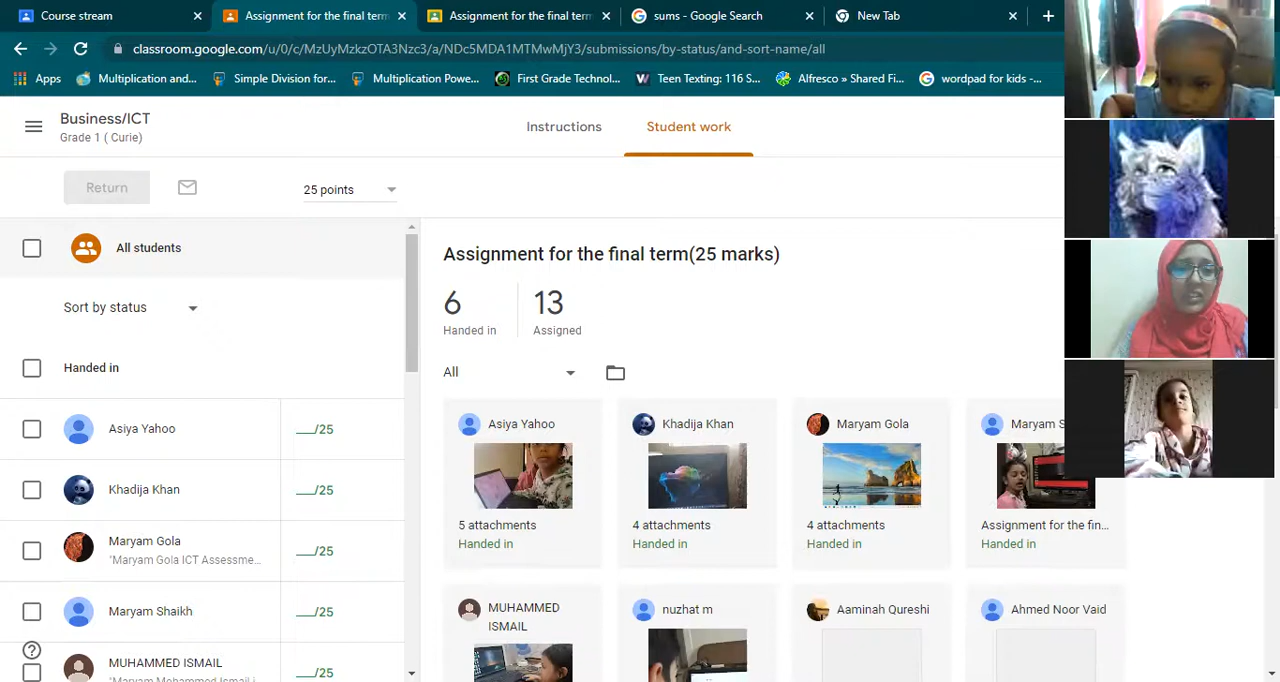 Course stream
Assignment for the final term
Assignment for the final term
sums - Google Search
New Tab
classroom.google.com/u/0/c/MzUyMzkzOTA3Nzc3/a/NDc5MDA1MTMwMjY3/submissions/by-status/and-sort-name/all
Apps
Multiplication and...
Simple Division for...
Multiplication Powe...
First Grade Technol...
Teen Texting: 116 S...
Alfresco » Shared Fi...
wordpad for kids -...
Business/ICT
Grade 1 ( Curie)
Instructions
Student work
Return
25 points
All students
Sort by status
Handed in
Asiya Yahoo
__/25
Khadija Khan
__/25
Maryam Gola
"Maryam Gola ICT Assessme...
__/25
Maryam Shaikh
__/25
MUHAMMED ISMAIL
"Maryam Mohammed Ismail i
__/25
Assignment for the final term(25 marks)
6
Handed in
13
Assigned
All
Asiya Yahoo
5 attachments
Handed in
Khadija Khan
4 attachments
Handed in
Maryam Gola
4 attachments
Handed in
Maryam S
Assignment for the fin...
Handed in
MUHAMMED
ISMAIL
nuzhat m
Aaminah Qureshi
Ahmed Noor Vaid